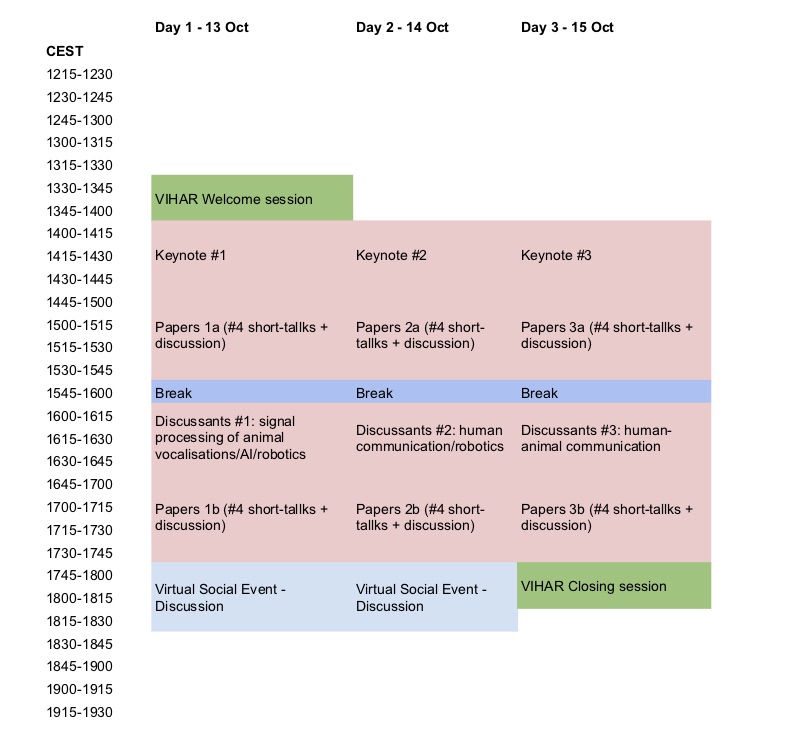 Day 1 - 13 Oct Day 2 - 14 Oct Day 3 - 15 Oct
CEST
1215-1230
1230-1245
1245-1300
1300-1315
1315-1330
1330-1345
VIHAR Welcome session
1345-1400
1400-1415
1415-1430 Keynote #1 Keynote #2 Keynote #3
1430-1445
1445-1500
1500-1515 Papers 1a (#4 short-tallks + Papers 2a (#4 short- Papers 3a (#4 short-tallks +
1515-1530 discussion) tallks + discussion) discussion)
1530-1545
1545-1600 Break Break Break
1600-1615 Discussants #1: signal
1615-1630 processing of animal Discussants #2: human Discussants #3: human-
1630-1645 vocalisations/AI/robotics communication/robotics animal communication
1645-1700
1700-1715 Papers 1b (#4 short-tallks + Papers 2b (#4 short- Papers 3b (#4 short-tallks +
1715-1730 discussion) tallks + discussion) discussion)
1730-1745
1745-1800 Virtual Social Event - Virtual Social Event - VIHAR Closing session
1800-1815 Discussion Discussion
1815-1830
1830-1845
1845-1900
1900-1915
1915-1930